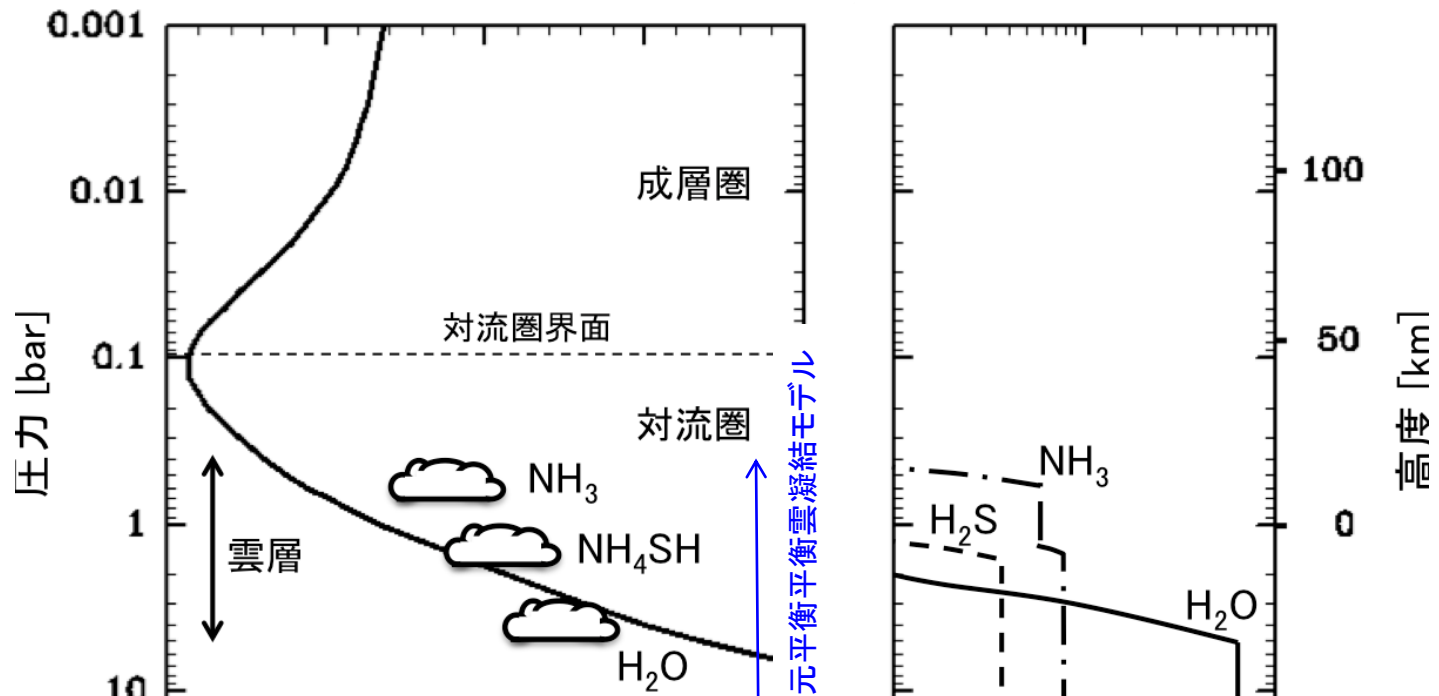 0.001
0.01
0.1
1
10
圧力 [bar]
成層圏
対流圏界面
対流圏
NH3
NH4SH
H2O
雲層
元平衡平衡雲凝結モデル
NH3
H2S
H2O
100
50
0
高度 [km]